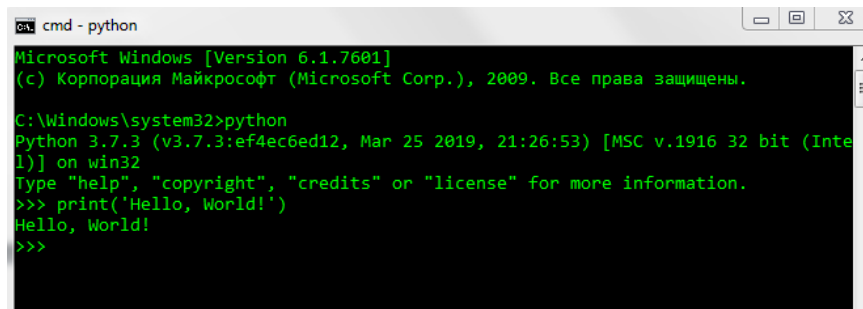 cmd - python
Microsoft Windows [Version 6.1.7601]
(c) Корпорация Майкрософт (Microsoft Corp.), 2009. Все права защищены.
C:\Windows\system32>python
Python 3.7.3 (v3.7.3:ef4ec6ed12, Mar 25 2019, 21:26:53) [MSC v.1916 32 bit (Inte
l)] on win32
Type "help", "copyright", "credits" or "license" for more information.
>>> print('Hello, World!')
Hello, World!
>>>